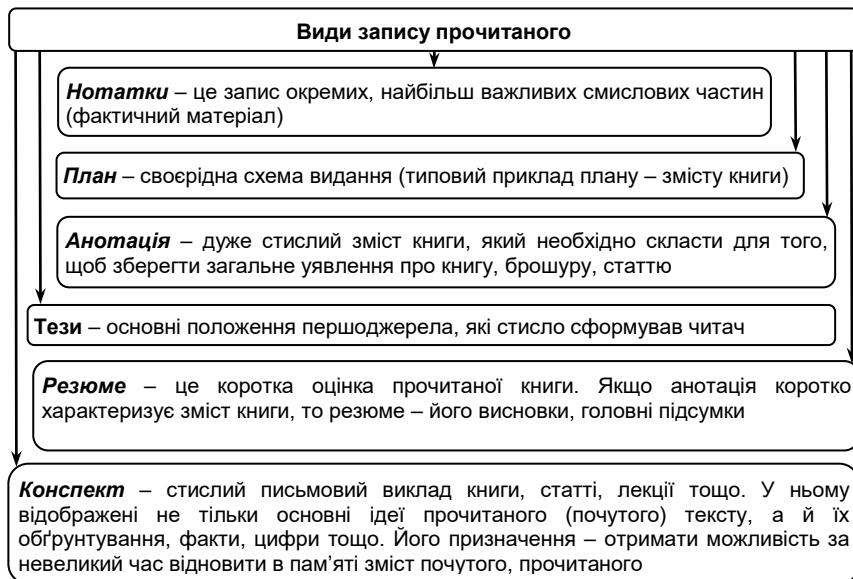 Види запису прочитаного
Нотатки – це запис окремих, найбільш важливих смислових частин
(фактичний матеріал)
План – своєрідна схема видання (типовий приклад плану – змісту книги)
Анотація – дуже стислий зміст книги, який необхідно скласти для того,
щоб зберегти загальне уявлення про книгу, брошуру, статтю
Тези – основні положення першоджерела, які стисло сформував читач
Резюме – це коротка оцінка прочитаної книги. Якщо анотація коротко
характеризує зміст книги, то резюме – його висновки, головні підсумки
Конспект – стислий письмовий виклад книги, статті, лекції тощо. У ньому
відображені не тільки основні ідеї прочитаного (почутого) тексту, а й їх
обґрунтування, факти, цифри тощо. Його призначення – отримати можливість за
невеликий час відновити в пам’яті зміст почутого, прочитаного